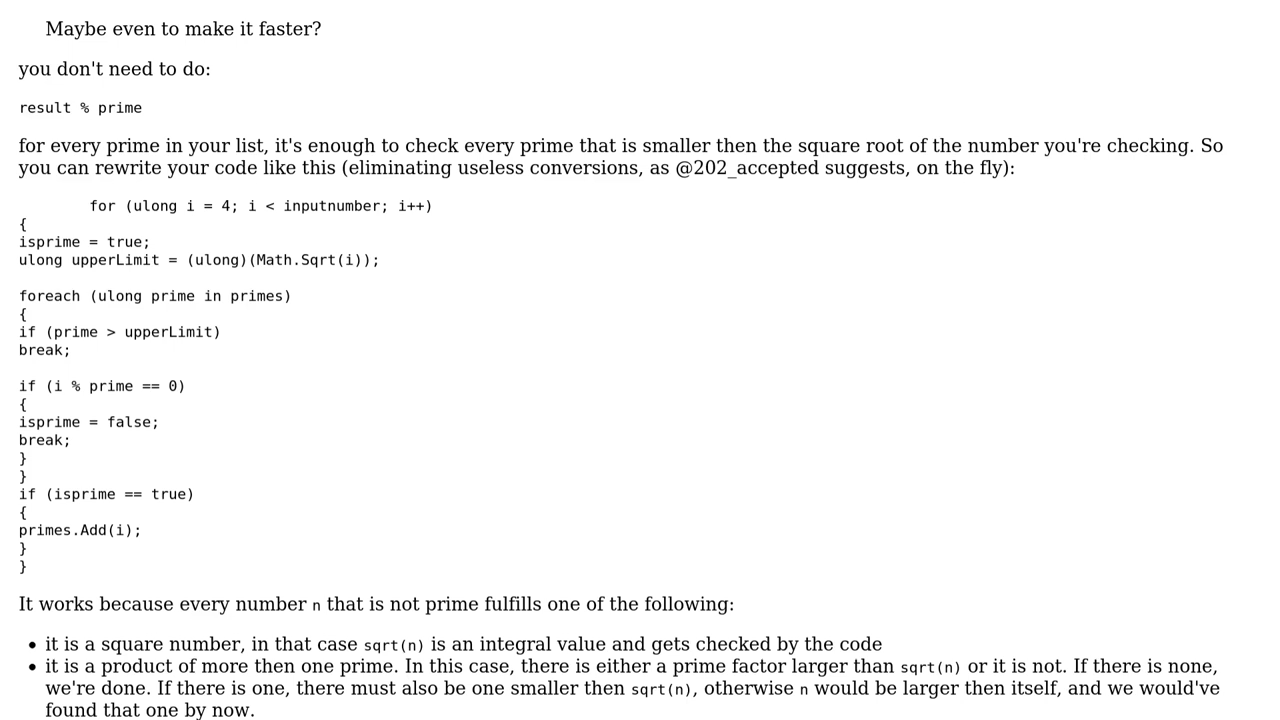 Maybe even to make it faster?
you don't need to do:
result % prime
for every prime in your list, it's enough to check every prime that is smaller then the square root of the number you're checking. So
you can rewrite your code like this (eliminating useless conversions, as @202_accepted suggests, on the fly):
for (ulong i = 4; i < inputnumber; i++)
{
isprime = true;
ulong upperLimit = (ulong)(Math.Sqrt(i));
foreach (ulong prime in primes)
{
if (prime > upperLimit)
break;
if (i % prime == 0)
{
isprime = false;
break;
}
}
if (isprime == true)
{
primes.Add(i);
}
}
It works because every number n that is not prime fulfills one of the following:
• it is a square number, in that case sqrt(n) is an integral value and gets checked by the code
• it is a product of more then one prime. In this case, there is either a prime factor larger than sqrt(n) or it is not. If there is none,
we're done. If there is one, there must also be one smaller then sqrt(n), otherwise n would be larger then itself, and we would've
found that one by now.